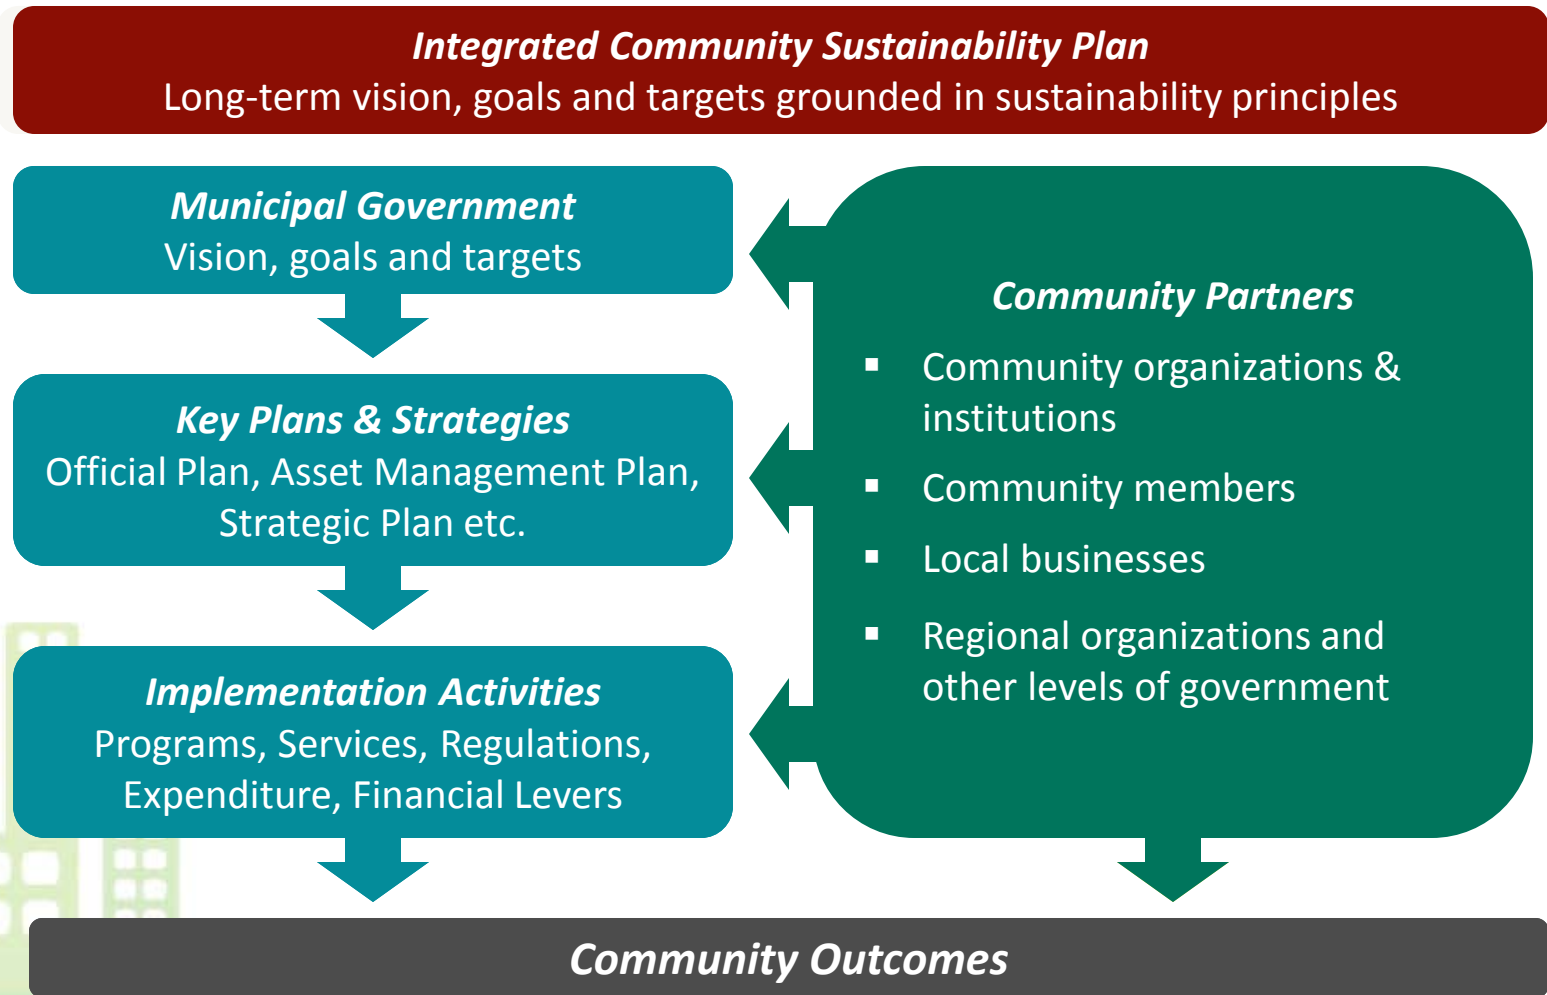 Integrated Community Sustainability Plan
Long-term vision, goals and targets grounded in sustainability principles
Municipal Government
Vision, goals and targets
Key Plans & Strategies
Official Plan, Asset Management Plan,
Strategic Plan etc.
Implementation Activities
Programs, Services, Regulations,
Expenditure, Financial Levers
Community Partners
▪ Community organizations &
institutions
▪ Community members
▪ Local businesses
▪ Regional organizations and
other levels of government
Community Outcomes